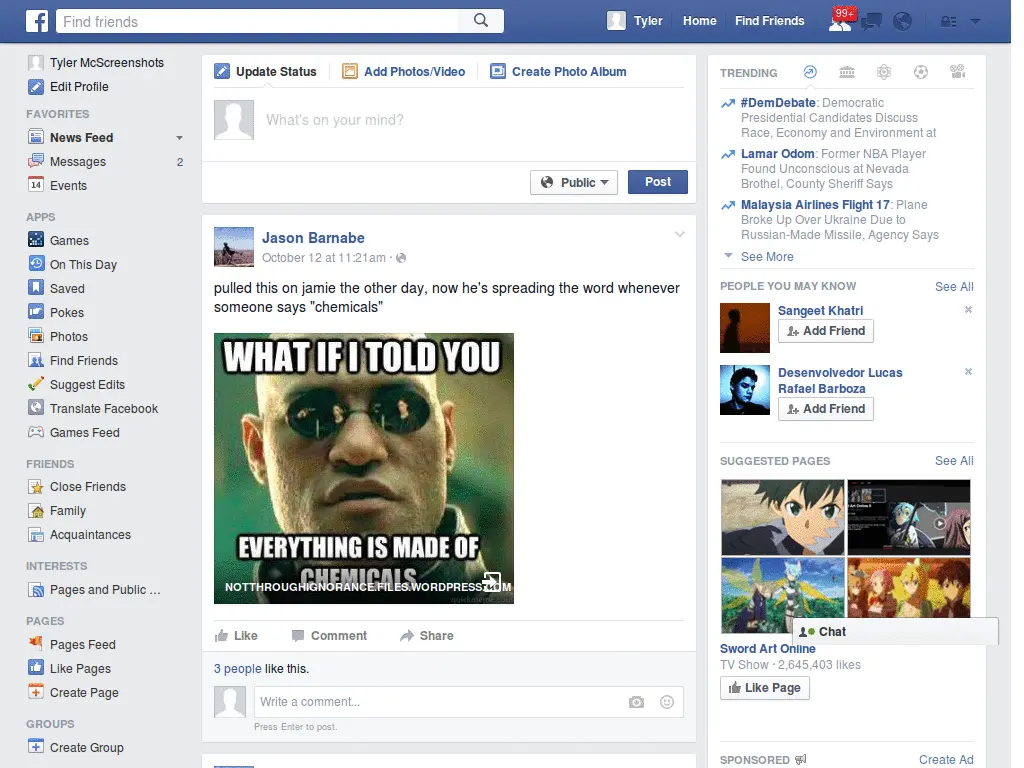 f
Find friends
Tyler
Home
Find Friends
99+
Tyler McScreenshots
Edit Profile
FAVORITES
News Feed
Messages 2
14 Events
APPS
Games
On This Day
Saved
Pokes
Photos
Find Friends
Suggest Edits
Translate Facebook
Games Feed
FRIENDS
Close Friends
Family
Acquaintances
INTERESTS
Pages and Public ...
PAGES
Pages Feed
Like Pages
Create Page
GROUPS
Create Group
Update Status Add Photos/Video Create Photo Album
What's on your mind?
Public Post
Jason Barnabe
October 12 at 11:21am ·
pulled this on jamie the other day, now he's spreading the word whenever
someone says "chemicals"
WHAT IF I TOLD YOU
EVERYTHING IS MADE OF
CHEMICALS
NOTTHROUGHIGNORANCE.FILES.WORDPRESS.COM
Like Comment Share
3 people like this.
Write a comment...
Press Enter to post.
TRENDING
#DemDebate: Democratic
Presidential Candidates Discuss
Race, Economy and Environment at
Lamar Odom: Former NBA Player
Found Unconscious at Nevada
Brothel, County Sheriff Says
Malaysia Airlines Flight 17: Plane
Broke Up Over Ukraine Due to
Russian-Made Missile, Agency Says
See More
PEOPLE YOU MAY KNOW See All
Sangeet Khatri
Add Friend
Desenvolvedor Lucas
Rafael Barboza
Add Friend
SUGGESTED PAGES See All
Chat
Sword Art Online
TV Show · 2,645,403 likes
Like Page
SPONSORED Create Ad